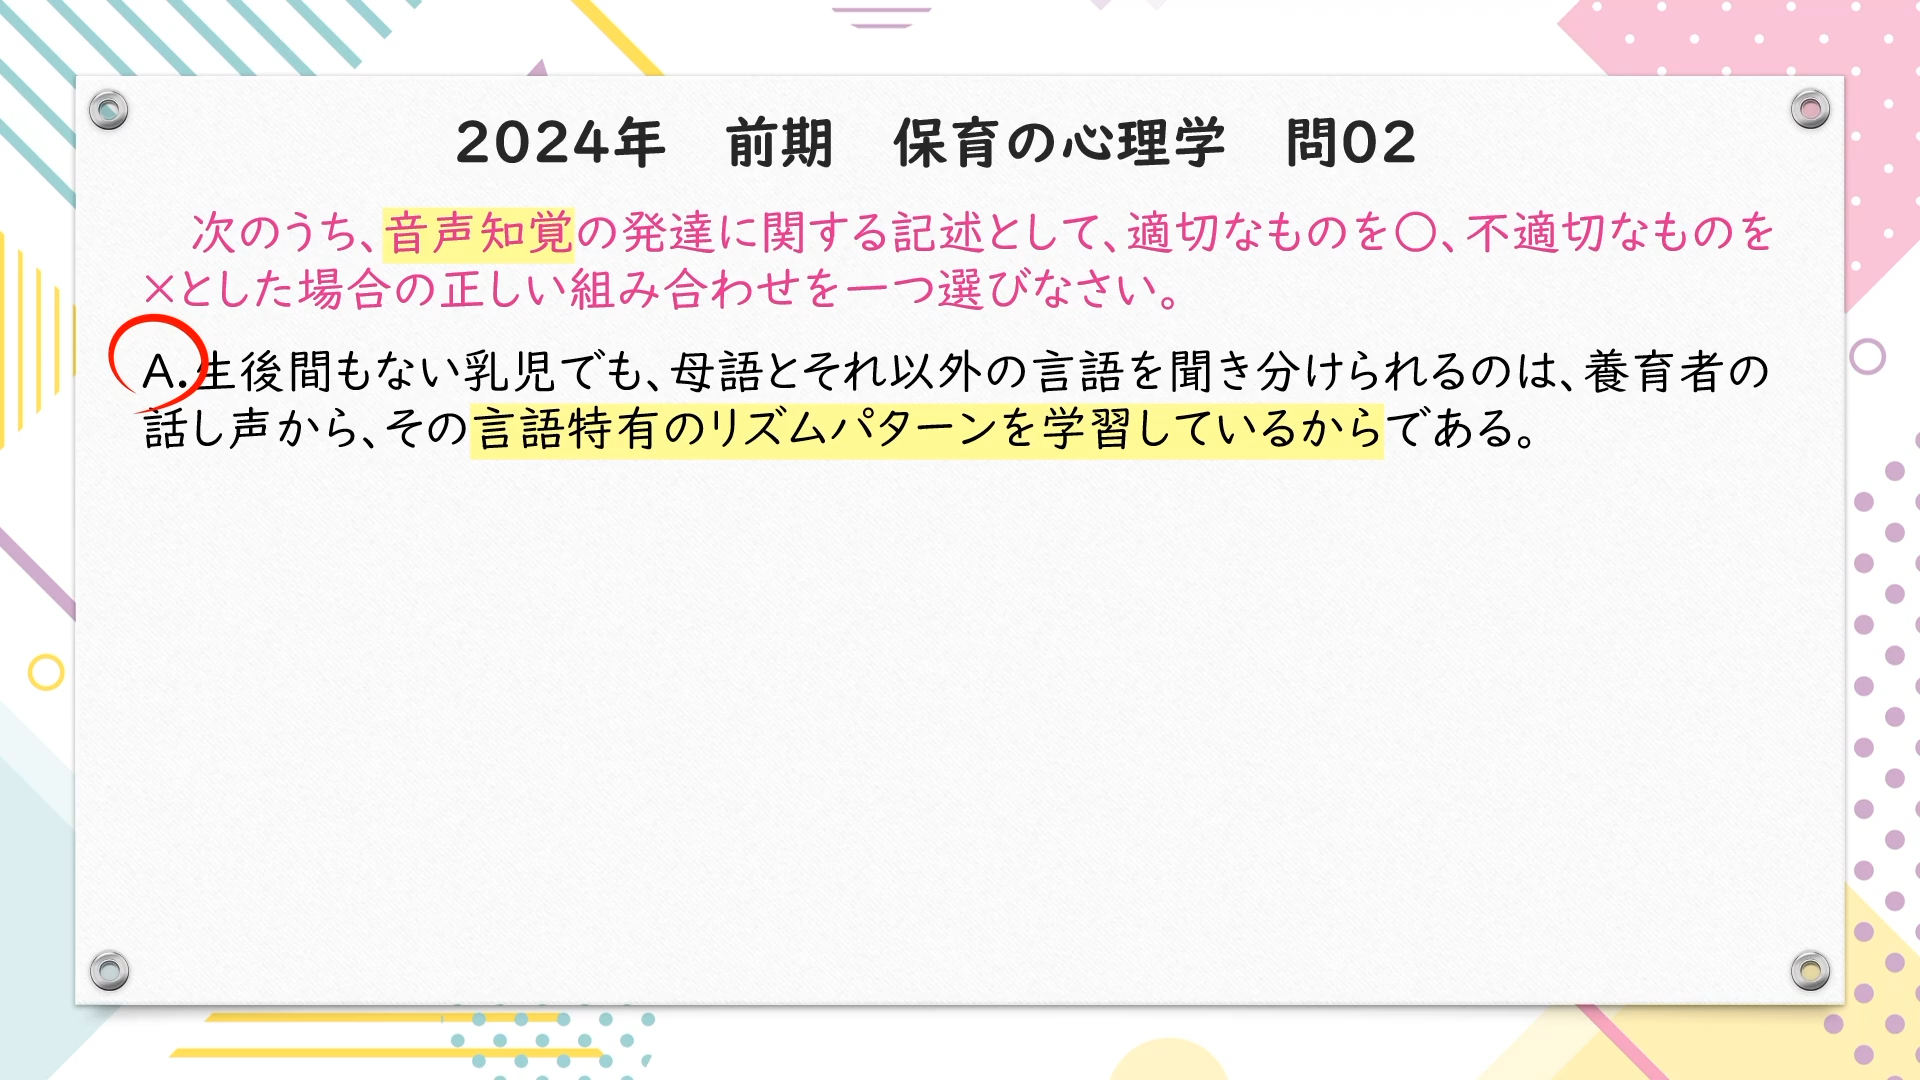 2024年　前期　保育の心理学　問02
次のうち、音声知覚の発達に関する記述として、適切なものを〇、不適切なものを
×とした場合の正しい組み合わせを一つ選びなさい。
A.生後間もない乳児でも、母語とそれ以外の言語を聞き分けられるのは、養育者の
話し声から、その言語特有のリズムパターンを学習しているからである。